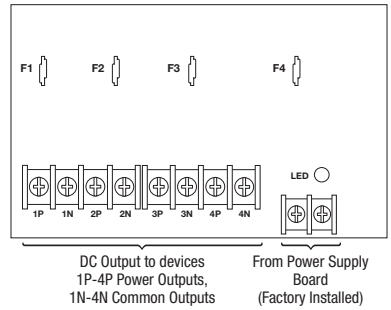 F1 F2 F3 F4
LED
1P 1N 2P 2N 3P 3N 4P 4N
DC Output to devices
1P-4P Power Outputs,
1N-4N Common Outputs
From Power Supply
Board
(Factory Installed)